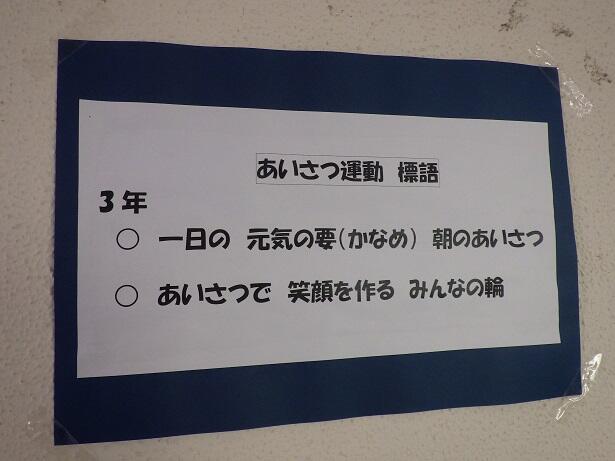 あいさつ運動 標語
3年
○ 一日の 元気の要(かなめ) 朝のあいさつ
○ あいさつで 笑顔を作る みんなの輪